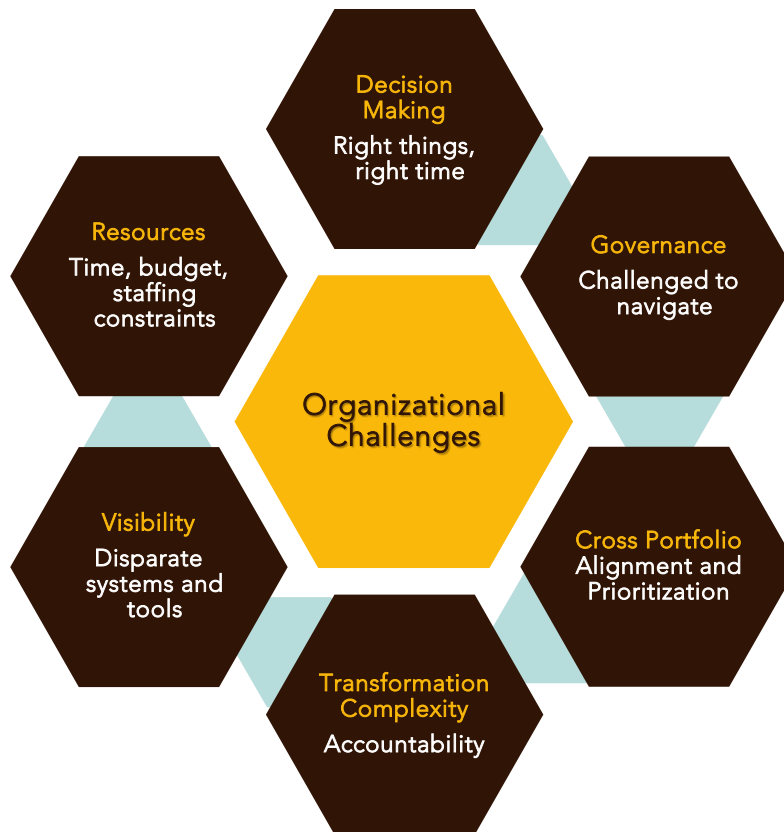 Decision
Making
Right things,
right time
Governance
Challenged to
navigate
Cross Portfolio
Alignment and
Prioritization
Transformation
Complexity
Accountability
Visibility
Disparate
systems and
tools
Resources
Time, budget,
staffing
constraints
Organizational
Challenges